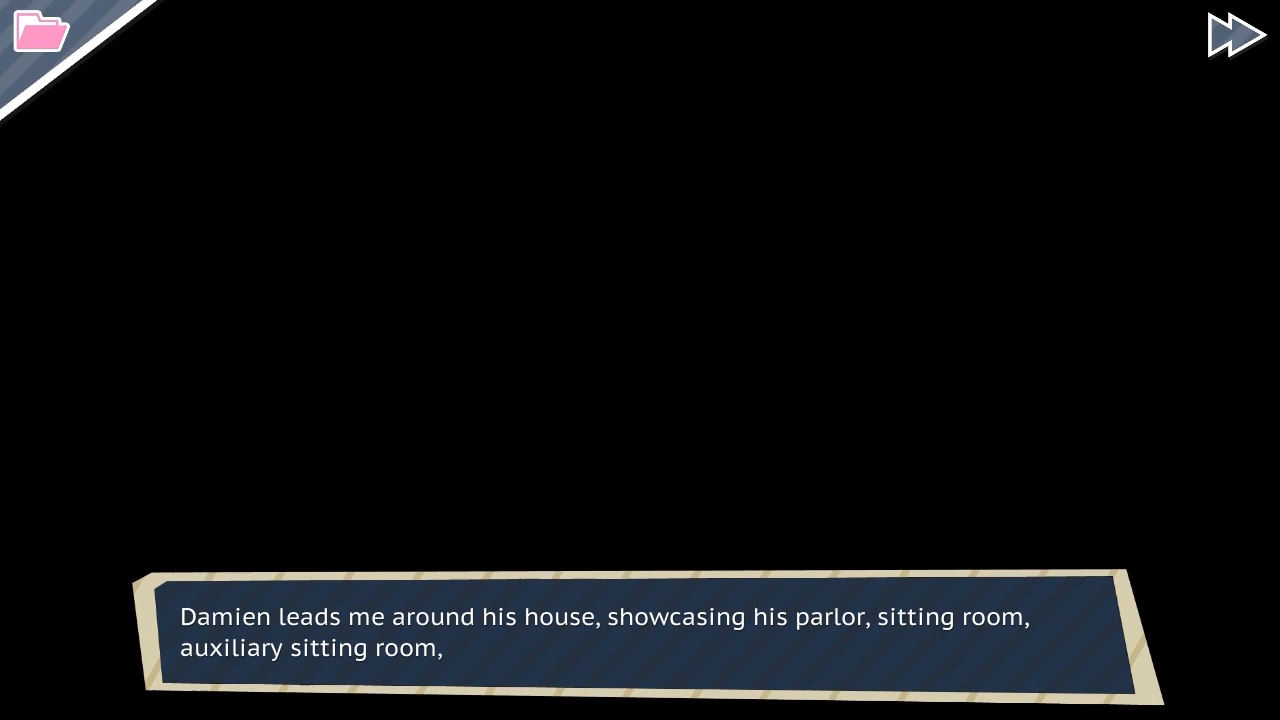 Damien leads me around his house, showcasing his parlor, sitting room,
auxiliary sitting room,